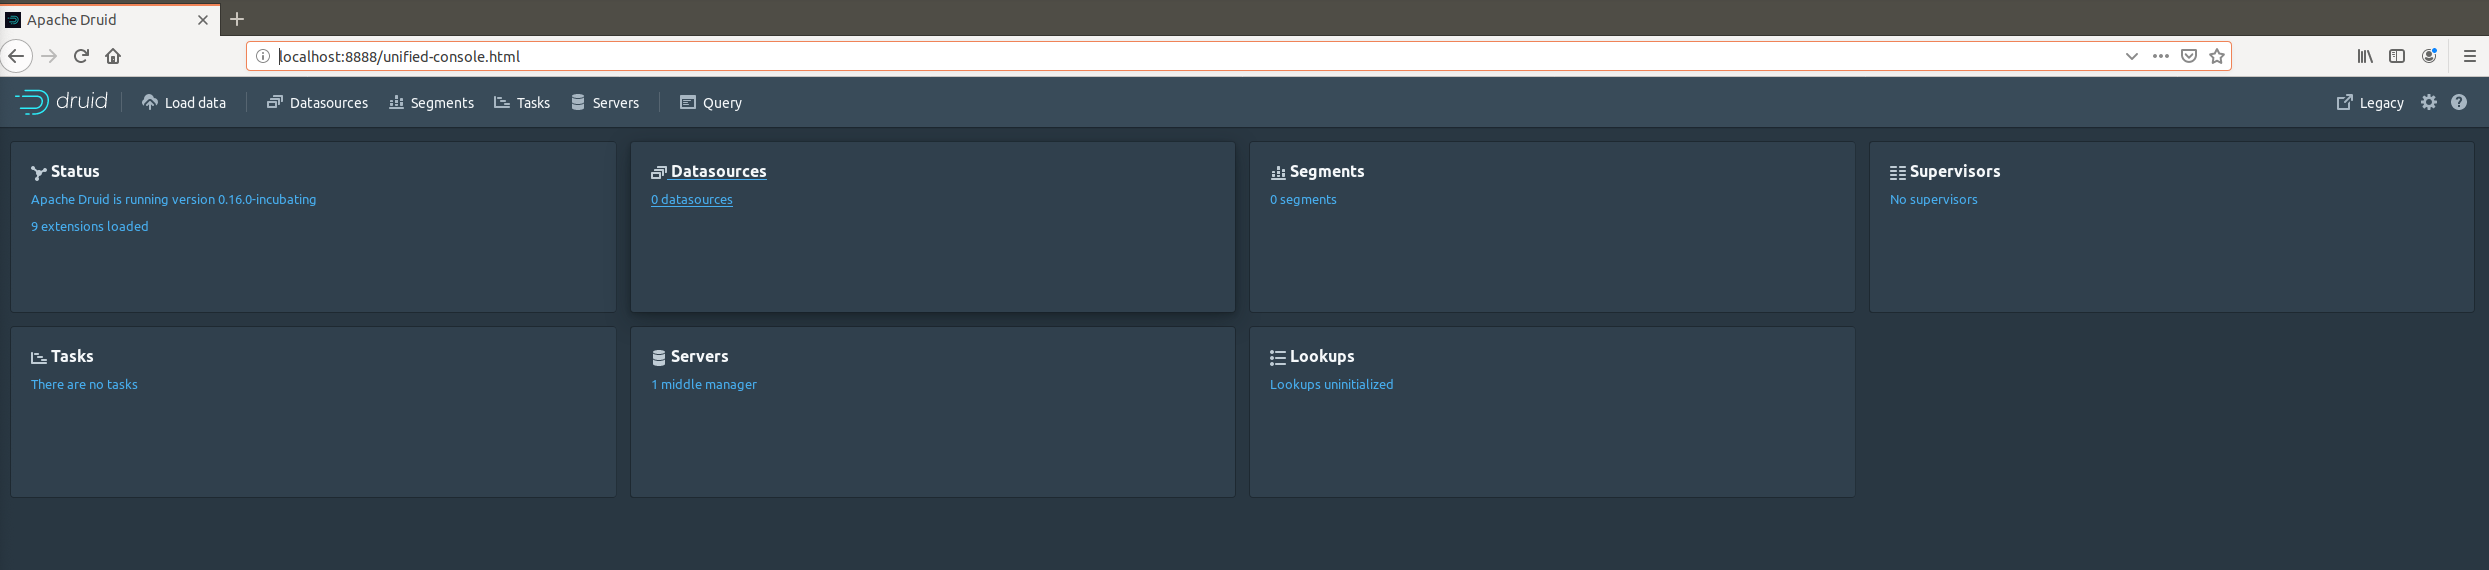 Apache Druid
localhost:8888/unified-console.html
druid Load data Datasources Segments Tasks Servers Query Legacy
Status
Apache Druid is running version 0.16.0-incubating
9 extensions loaded
Datasources
0 datasources
Segments
0 segments
Supervisors
No supervisors
Tasks
There are no tasks
Servers
1 middle manager
Lookups
Lookups uninitialized